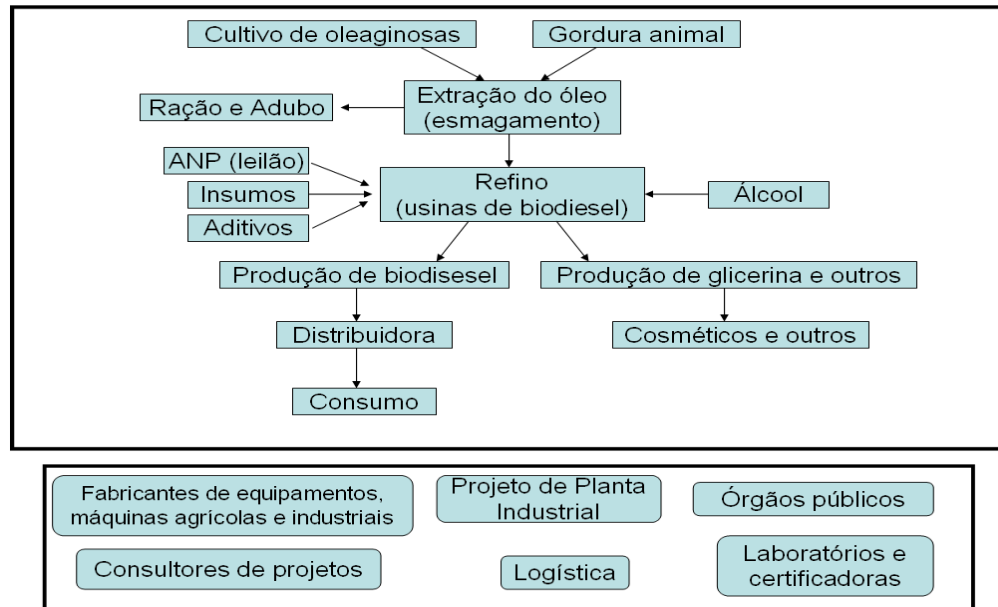 Cultivo de oleaginosas
Gordura animal
Extração do óleo
(esmagamento)
Ração e Adubo
ANP (leilão)
Insumos
Aditivos
Refino
(usinas de biodiesel)
Álcool
Produção de biodisesel
Produção de glicerina e outros
Distribuidora
Cosméticos e outros
Consumo
Fabricantes de equipamentos,
máquinas agrícolas e industriais
Projeto de Planta
Industrial
Órgãos públicos
Consultores de projetos
Logística
Laboratórios e
certificadoras